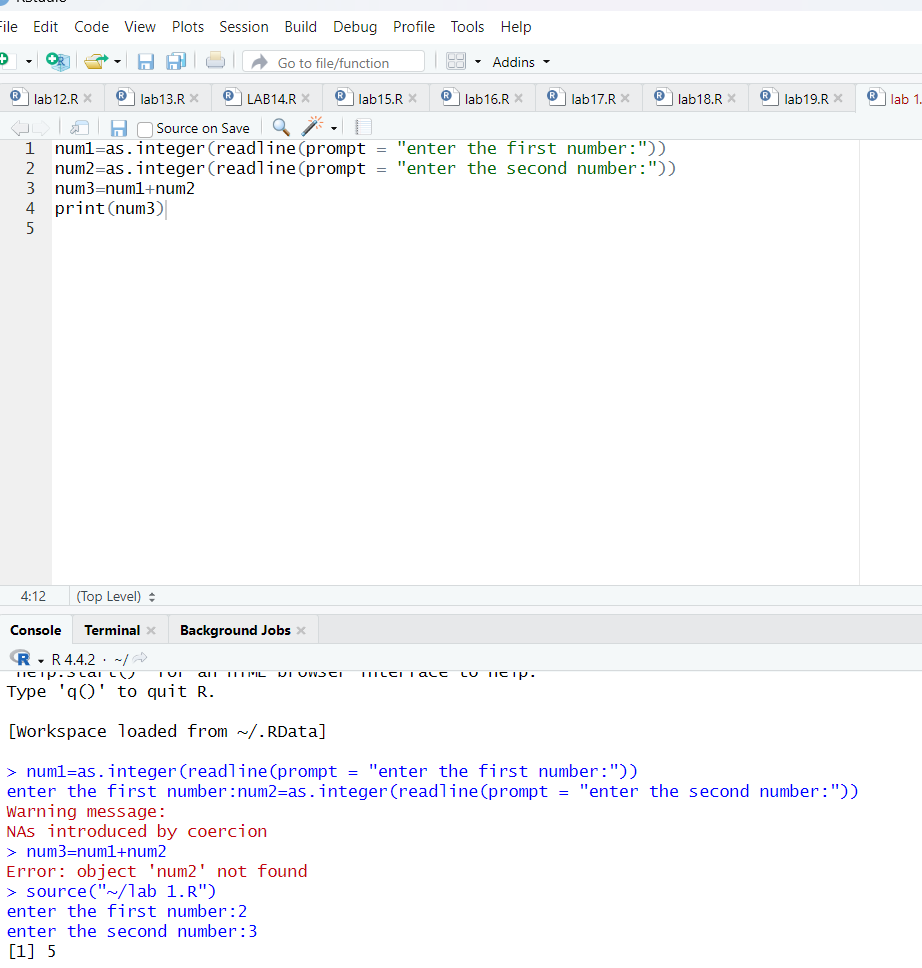 RStudio
File Edit Code View Plots Session Build Debug Profile Tools Help
Go to file/function Addins
lab12.R lab13.R LAB14.R lab15.R lab16.R lab17.R lab18.R lab19.R lab 1.
Source on Save
1 num1=as.integer(readline(prompt = "enter the first number:"))
2 num2=as.integer(readline(prompt = "enter the second number:"))
3 num3=num1+num2
4 print(num3)
5
4:12 (Top Level)
Console Terminal Background Jobs
R 4.4.2 · ~/
'help.start()' for an HTML browser interface to help.
Type 'q()' to quit R.
[Workspace loaded from ~/.RData]
> num1=as.integer(readline(prompt = "enter the first number:"))
enter the first number:num2=as.integer(readline(prompt = "enter the second number:"))
Warning message:
NAs introduced by coercion
> num3=num1+num2
Error: object 'num2' not found
> source("~/lab 1.R")
enter the first number:2
enter the second number:3
[1] 5